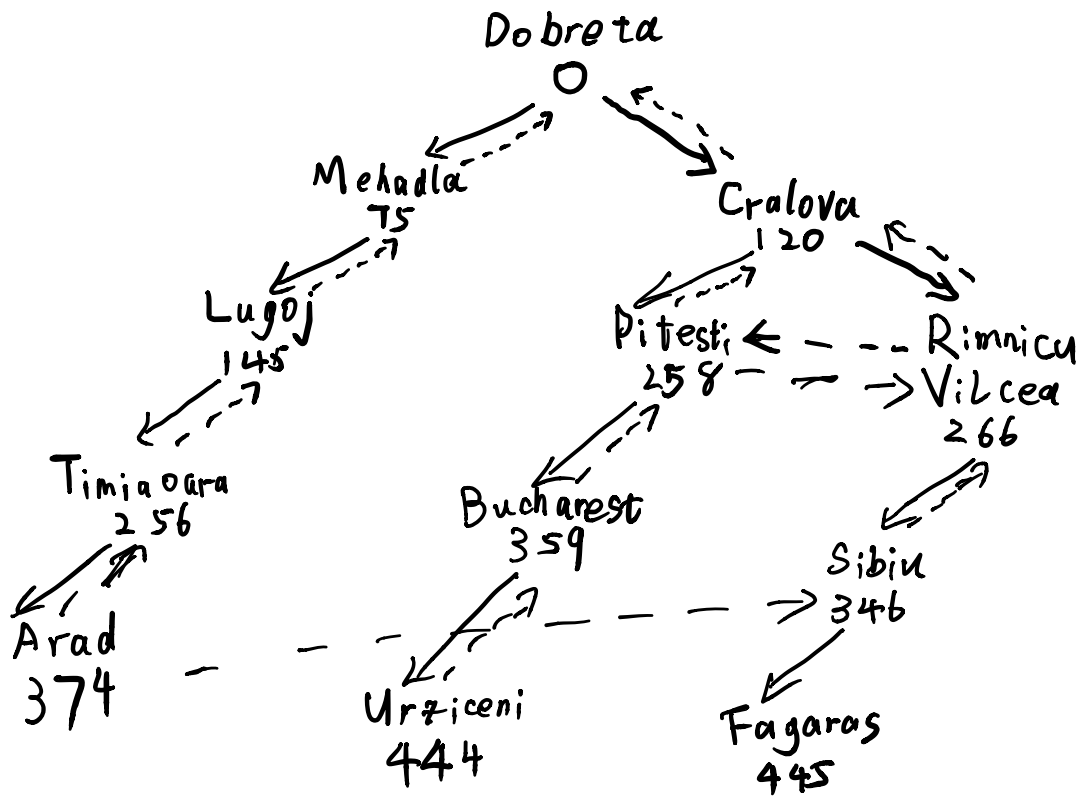 Dobreta
0
Mehadla
75
Cralova
120
Lugoj
145
Pitesti
258
Rimnicu
Vilcea
266
Timiaoara
256
Bucharest
359
Sibiu
346
Arad
374
Urziceni
444
Fagaras
445